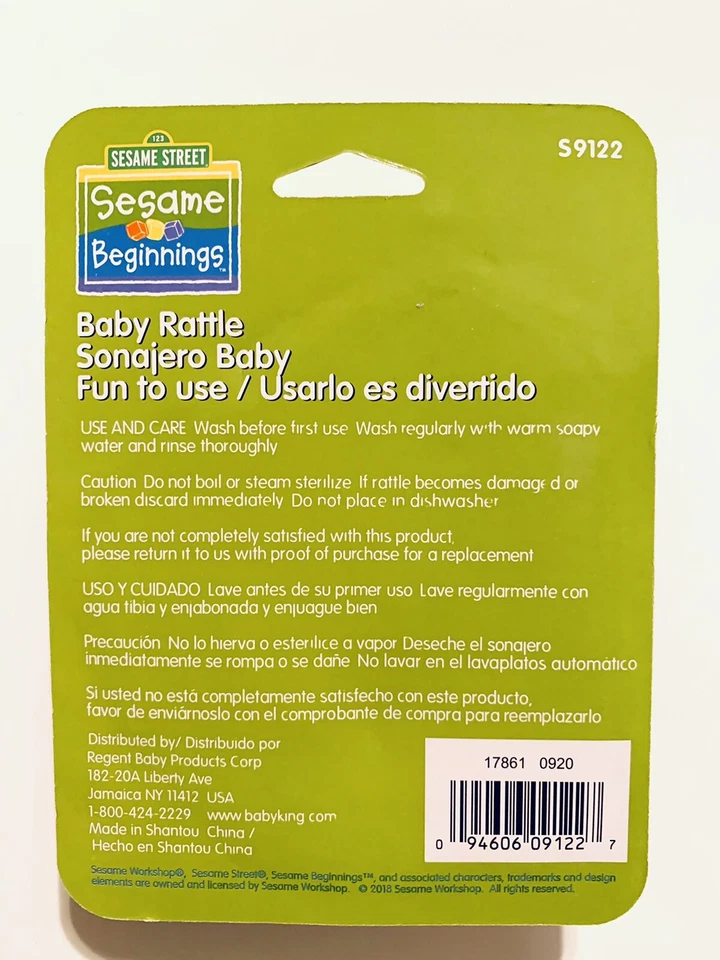 123
SESAME STREET
S9122
Sesame
Beginnings™
Baby Rattle
Sonajero Baby
Fun to use / Usarlo es divertido
USE AND CARE Wash before first use Wash regularly with warm soapy
water and rinse thoroughly
Caution Do not boil or steam sterilize If rattle becomes damaged or
broken discard immediately Do not place in dishwasher
If you are not completely satisfied with this product,
please return it to us with proof of purchase for a replacement
USO Y CUIDADO Lave antes de su primer uso Lave regularmente con
agua tibia y enjabonada y enjuague bien
Precaución No lo hierva o esterilice a vapor Deseche el sonajero
inmediatamente se rompa o se dañe No lavar en el lavaplatos automático
Si usted no está completamente satisfecho con este producto,
favor de enviárnoslo con el comprobante de compra para reemplazarlo
Distributed by/ Distribuido por
Regent Baby Products Corp
182-20A Liberty Ave
Jamaica NY 11412 USA
1-800-424-2229 www babyking com
Made in Shantou China /
Hecho en Shantou China
17861 0920
0 94606 09122 7
Sesame Workshop®, Sesame Street®, Sesame Beginnings™, and associated characters, trademarks and design
elements are owned and licensed by Sesame Workshop. © 2018 Sesame Workshop. All rights reserved.